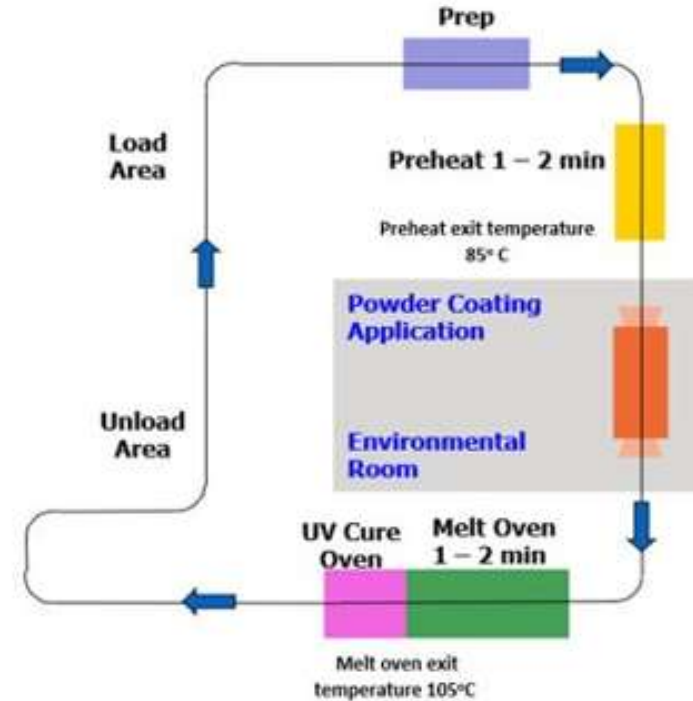 Prep
Load
Area
Preheat 1 – 2 min
Preheat exit temperature
85° C
Powder Coating
Application
Unload
Area
Environmental
Room
UV Cure
Oven
Melt Oven
1 – 2 min
Melt oven exit
temperature 105°C